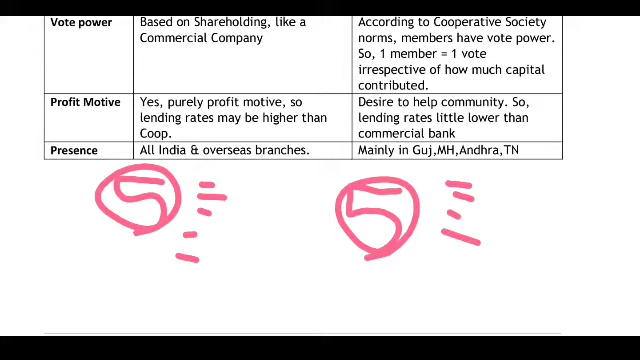 Vote power
Based on Shareholding, like a
Commercial Company
According to Cooperative Society
norms, members have vote power.
So, 1 member = 1 vote
irrespective of how much capital
contributed.
Profit Motive
Yes, purely profit motive, so
lending rates may be higher than
Coop.
Desire to help community. So,
lending rates little lower than
commercial bank
Presence
All India & overseas branches.
Mainly in Guj,MH,Andhra,TN
5
5